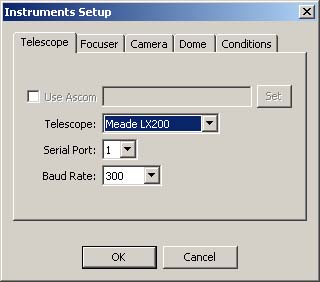 Instruments Setup
Telescope Focuser Camera Dome Conditions
Use Ascom Set
Telescope: Meade LX200
Serial Port: 1
Baud Rate: 300
OK Cancel